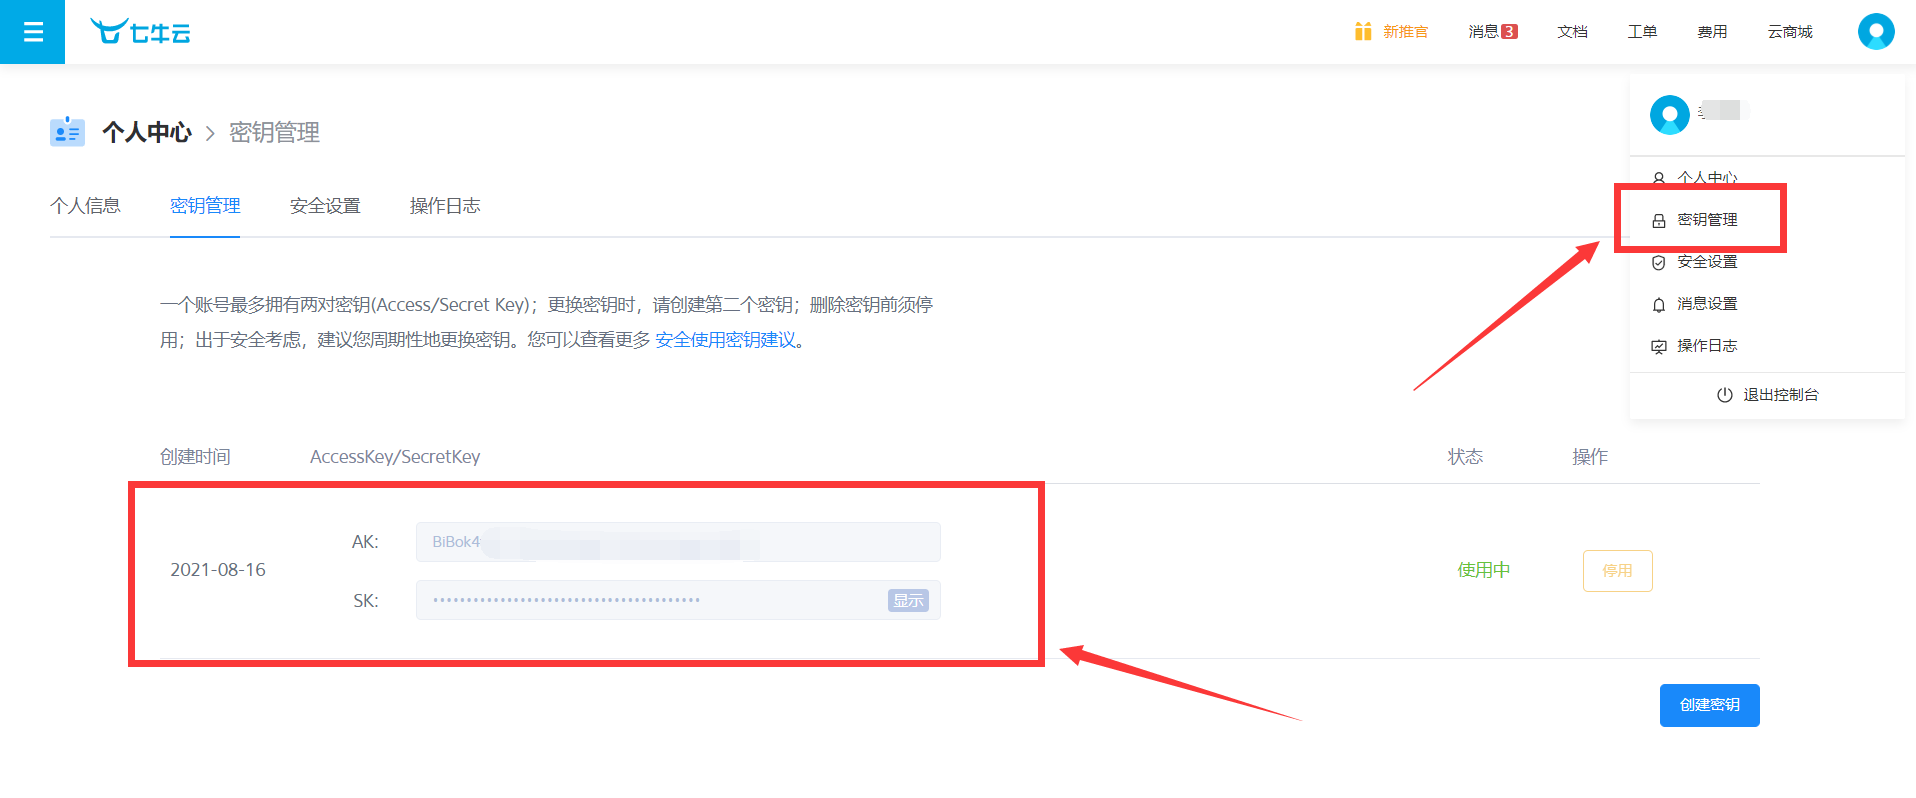 七牛云
新推官
消息 3
文档
工单
费用
云商城
个人中心 > 密钥管理
个人信息
密钥管理
安全设置
操作日志
个人中心
密钥管理
安全设置
消息设置
操作日志
退出控制台
一个账号最多拥有两对密钥(Access/Secret Key)；更换密钥时，请创建第二个密钥；删除密钥前须停
用；出于安全考虑，建议您周期性地更换密钥。您可以查看更多 安全使用密钥建议。
创建时间
AccessKey/SecretKey
状态
操作
2021-08-16
AK:
BiBok4
SK:
显示
使用中
停用
创建密钥